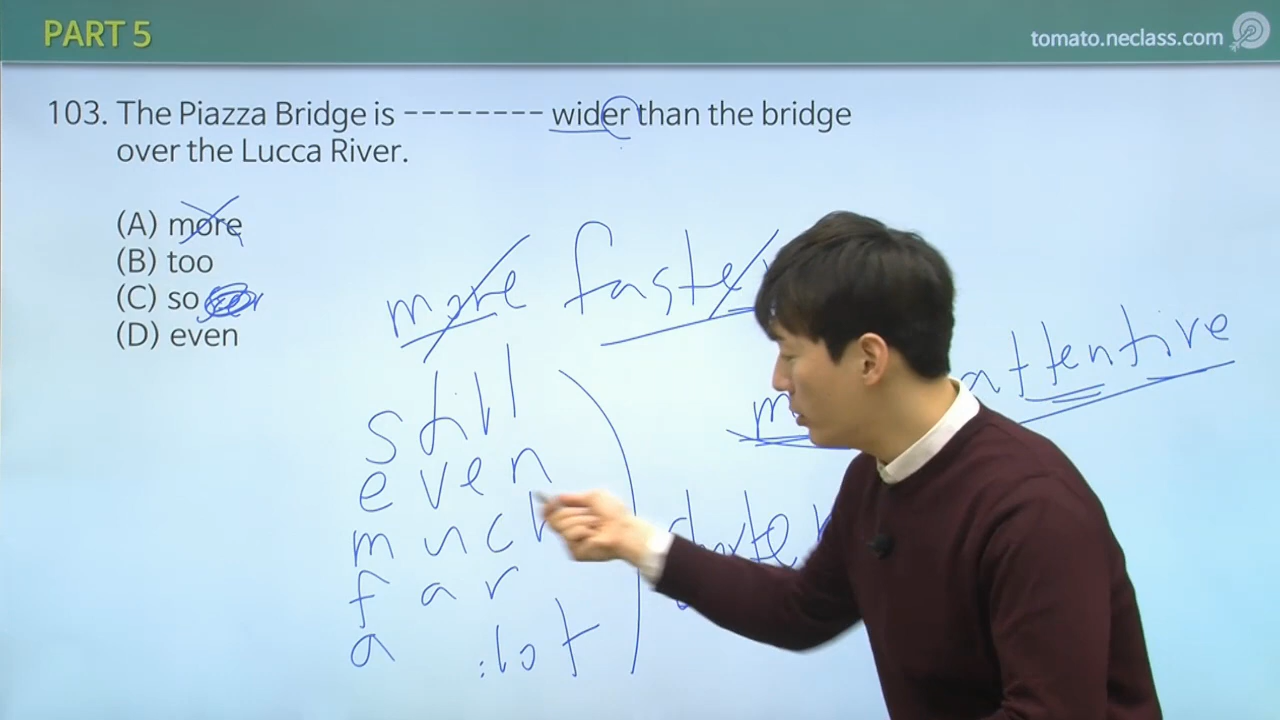 PART 5
tomato.neclass.com
103. The Piazza Bridge is -------- wider than the bridge
over the Lucca River.
(A) more
(B) too
(C) so
(D) even
more faster
attentive
still
even
much
far
a lot